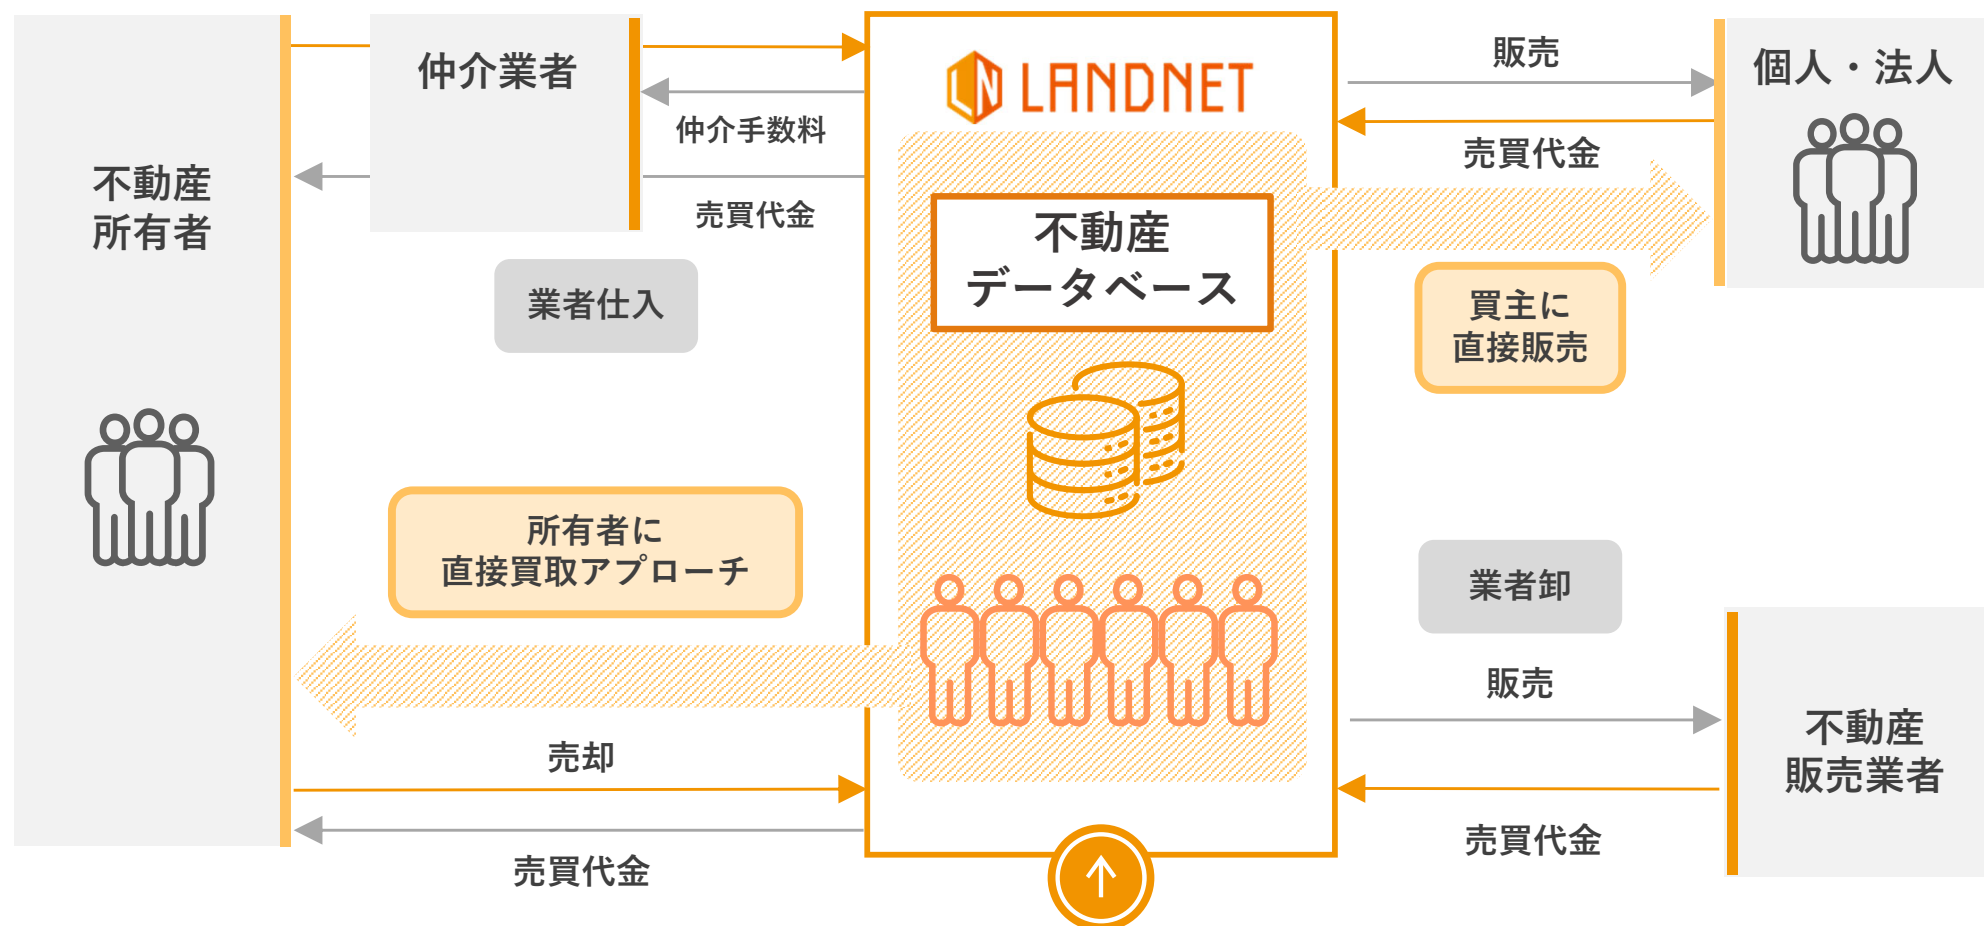 不動産
所有者
仲介業者
仲介手数料
売買代金
業者仕入
所有者に
直接買取アプローチ
売却
売買代金
LN LANDNET
不動産
データベース
販売
売買代金
個人・法人
買主に
直接販売
業者卸
販売
売買代金
不動産
販売業者